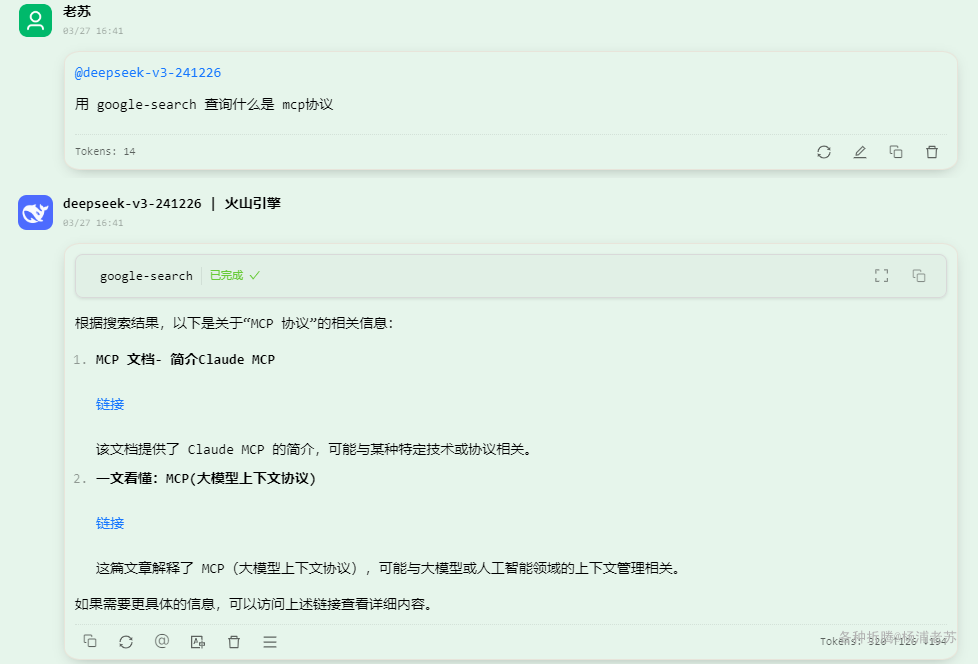 老苏
03/27 16:41
@deepseek-v3-241226
用 google-search 查询什么是 mcp协议
Tokens: 14
deepseek-v3-241226 | 火山引擎
03/27 16:41
google-search 已完成
根据搜索结果，以下是关于“MCP 协议”的相关信息：
1. MCP 文档- 简介Claude MCP
链接
该文档提供了 Claude MCP 的简介，可能与某种特定技术或协议相关。
2. 一文看懂：MCP(大模型上下文协议)
链接
这篇文章解释了 MCP（大模型上下文协议），可能与大模型或人工智能领域的上下文管理相关。
如果需要更具体的信息，可以访问上述链接查看详细内容。
Tokens: 320 ↑126 ↓194
各种折腾@杨浦老苏